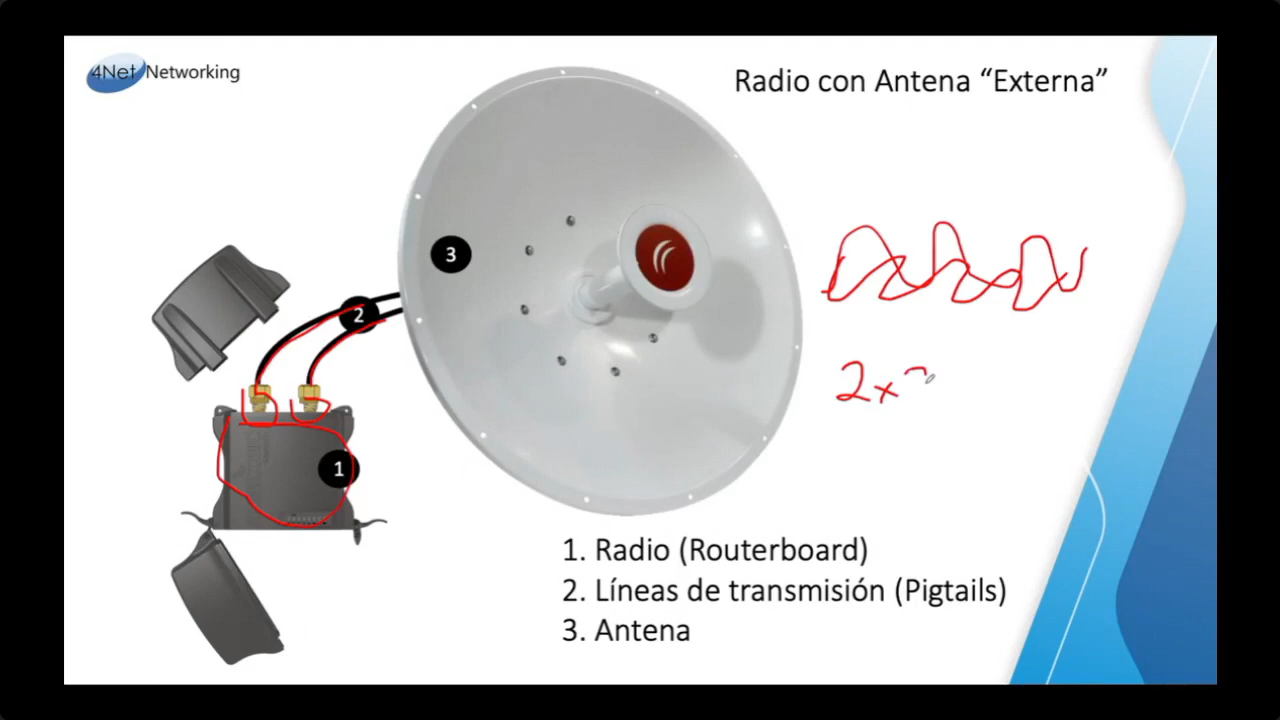 4Net Networking
Radio con Antena “Externa”
3
2
1
2x
1. Radio (Routerboard)
2. Líneas de transmisión (Pigtails)
3. Antena